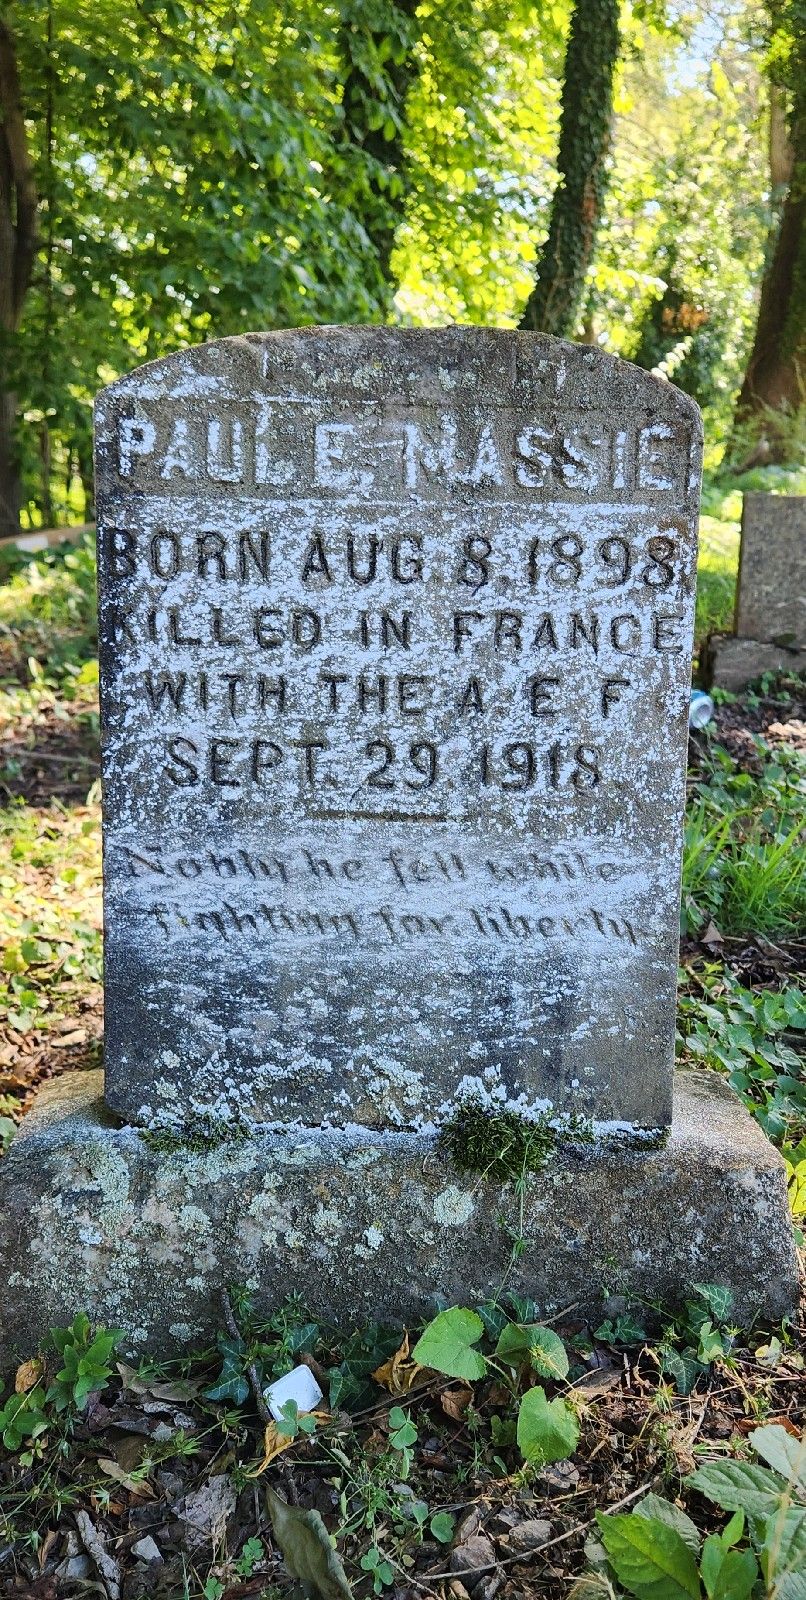 PAUL E. MASSIE
BORN AUG. 8, 1898
KILLED IN FRANCE
WITH THE A. E. F.
SEPT. 29, 1918
Nobly he fell while
fighting for liberty.